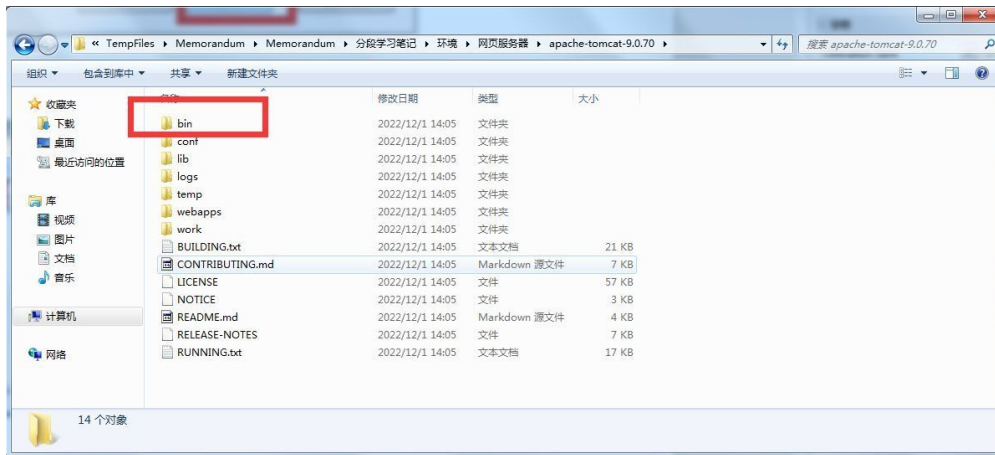 « TempFiles ▸ Memorandum ▸ Memorandum ▸ 分段学习笔记 ▸ 环境 ▸ 网页服务器 ▸ apache-tomcat-9.0.70 ▸ 搜索 apache-tomcat-9.0.70
组织 ▾ 包含到库中 ▾ 共享 ▾ 新建文件夹
收藏夹
下载
桌面
最近访问的位置
库
视频
图片
文档
音乐
计算机
网络
修改日期 类型 大小
bin 2022/12/1 14:05 文件夹
conf 2022/12/1 14:05 文件夹
lib 2022/12/1 14:05 文件夹
logs 2022/12/1 14:05 文件夹
temp 2022/12/1 14:05 文件夹
webapps 2022/12/1 14:05 文件夹
work 2022/12/1 14:05 文件夹
BUILDING.txt 2022/12/1 14:05 文本文档 21 KB
CONTRIBUTING.md 2022/12/1 14:05 Markdown 源文件 7 KB
LICENSE 2022/12/1 14:05 文件 57 KB
NOTICE 2022/12/1 14:05 文件 3 KB
README.md 2022/12/1 14:05 Markdown 源文件 4 KB
RELEASE-NOTES 2022/12/1 14:05 文件 7 KB
RUNNING.txt 2022/12/1 14:05 文本文档 17 KB
14 个对象